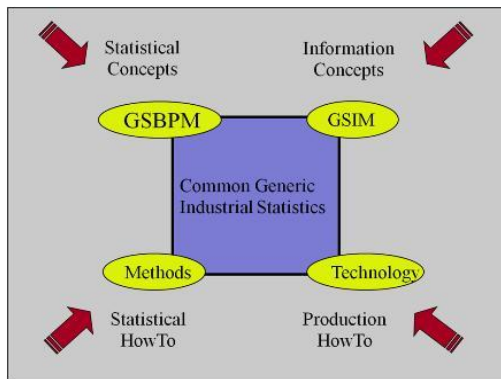 Statistical
Concepts
Information
Concepts
GSBPM
GSIM
Common Generic
Industrial Statistics
Methods
Technology
Statistical
HowTo
Production
HowTo